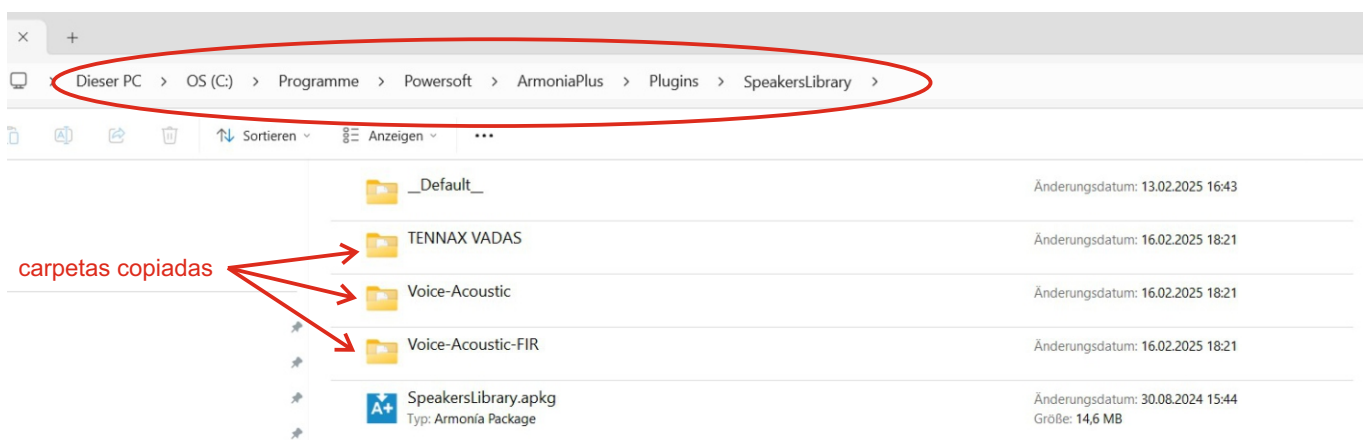 Dieser PC > OS (C:) > Programme > Powersoft > ArmoniaPlus > Plugins > SpeakersLibrary >
Sortieren Anzeigen
__Default__ Änderungsdatum: 13.02.2025 16:43
TENNAX VADAS Änderungsdatum: 16.02.2025 18:21
carpetas copiadas
Voice-Acoustic Änderungsdatum: 16.02.2025 18:21
Voice-Acoustic-FIR Änderungsdatum: 16.02.2025 18:21
SpeakersLibrary.apkg Änderungsdatum: 30.08.2024 15:44
A+ Typ: Armonía Package Größe: 14,6 MB